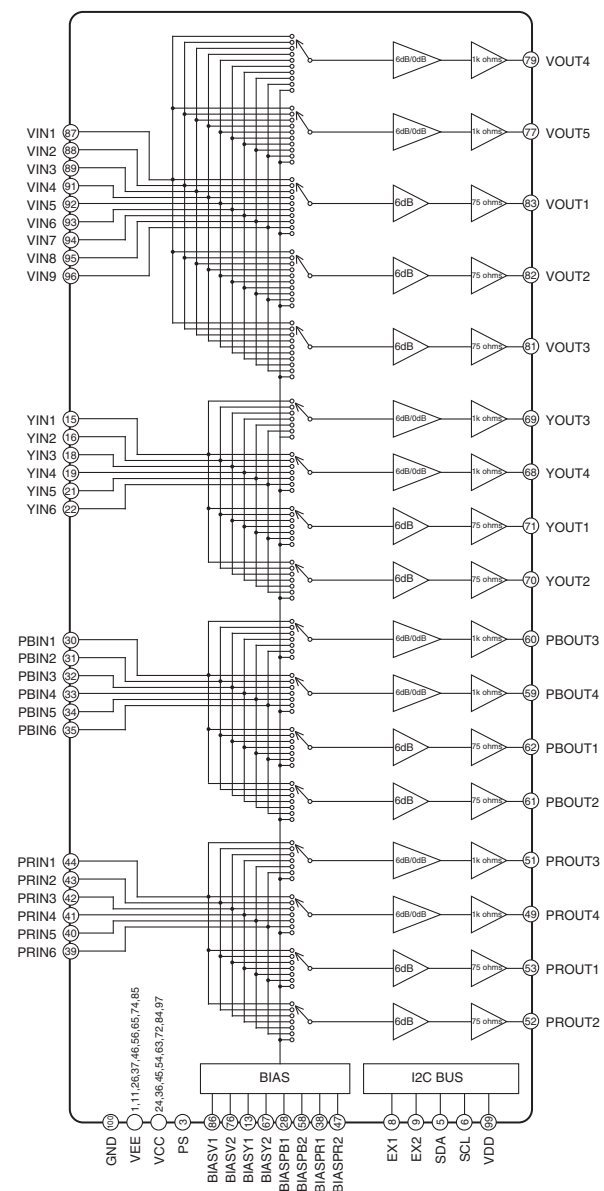 6dB/0dB 1k ohms 79 VOUT4
6dB/0dB 1k ohms 77 VOUT5
VIN1 87
VIN2 88
VIN3 89
VIN4 91
VIN5 92
VIN6 93
VIN7 94
VIN8 95
VIN9 96
6dB 75 ohms 83 VOUT1
6dB 75 ohms 82 VOUT2
6dB 75 ohms 81 VOUT3
YIN1 15
YIN2 16
YIN3 18
YIN4 19
YIN5 21
YIN6 22
6dB/0dB 1k ohms 69 YOUT3
6dB/0dB 1k ohms 68 YOUT4
6dB 75 ohms 71 YOUT1
6dB 75 ohms 70 YOUT2
PBIN1 30
PBIN2 31
PBIN3 32
PBIN4 33
PBIN5 34
PBIN6 35
6dB/0dB 1k ohms 60 PBOUT3
6dB/0dB 1k ohms 59 PBOUT4
6dB 75 ohms 62 PBOUT1
6dB 75 ohms 61 PBOUT2
PRIN1 44
PRIN2 43
PRIN3 42
PRIN4 41
PRIN5 40
PRIN6 39
6dB/0dB 1k ohms 51 PROUT3
6dB/0dB 1k ohms 49 PROUT4
6dB 75 ohms 53 PROUT1
6dB 75 ohms 52 PROUT2
BIAS
I2C BUS
100 GND
1,11,26,37,46,56,65,74,85 VEE
24,36,45,54,63,72,84,97 VCC
3 PS
86 BIASV1
76 BIASV2
13 BIASY1
67 BIASY2
28 BIASPB1
58 BIASPB2
38 BIASPR1
47 BIASPR2
8 EX1
9 EX2
5 SDA
6 SCL
99 VDD